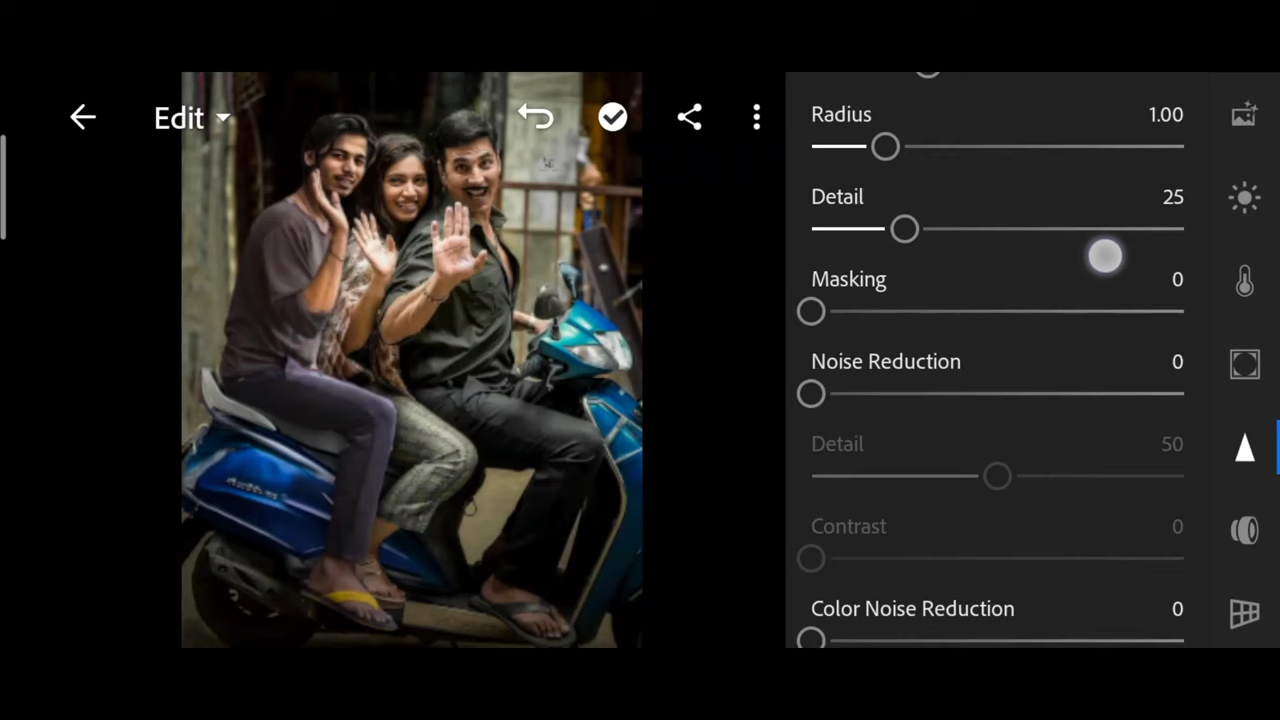 Edit
Radius 1.00
Detail 25
Masking 0
Noise Reduction 0
Detail 50
Contrast 0
Color Noise Reduction 0